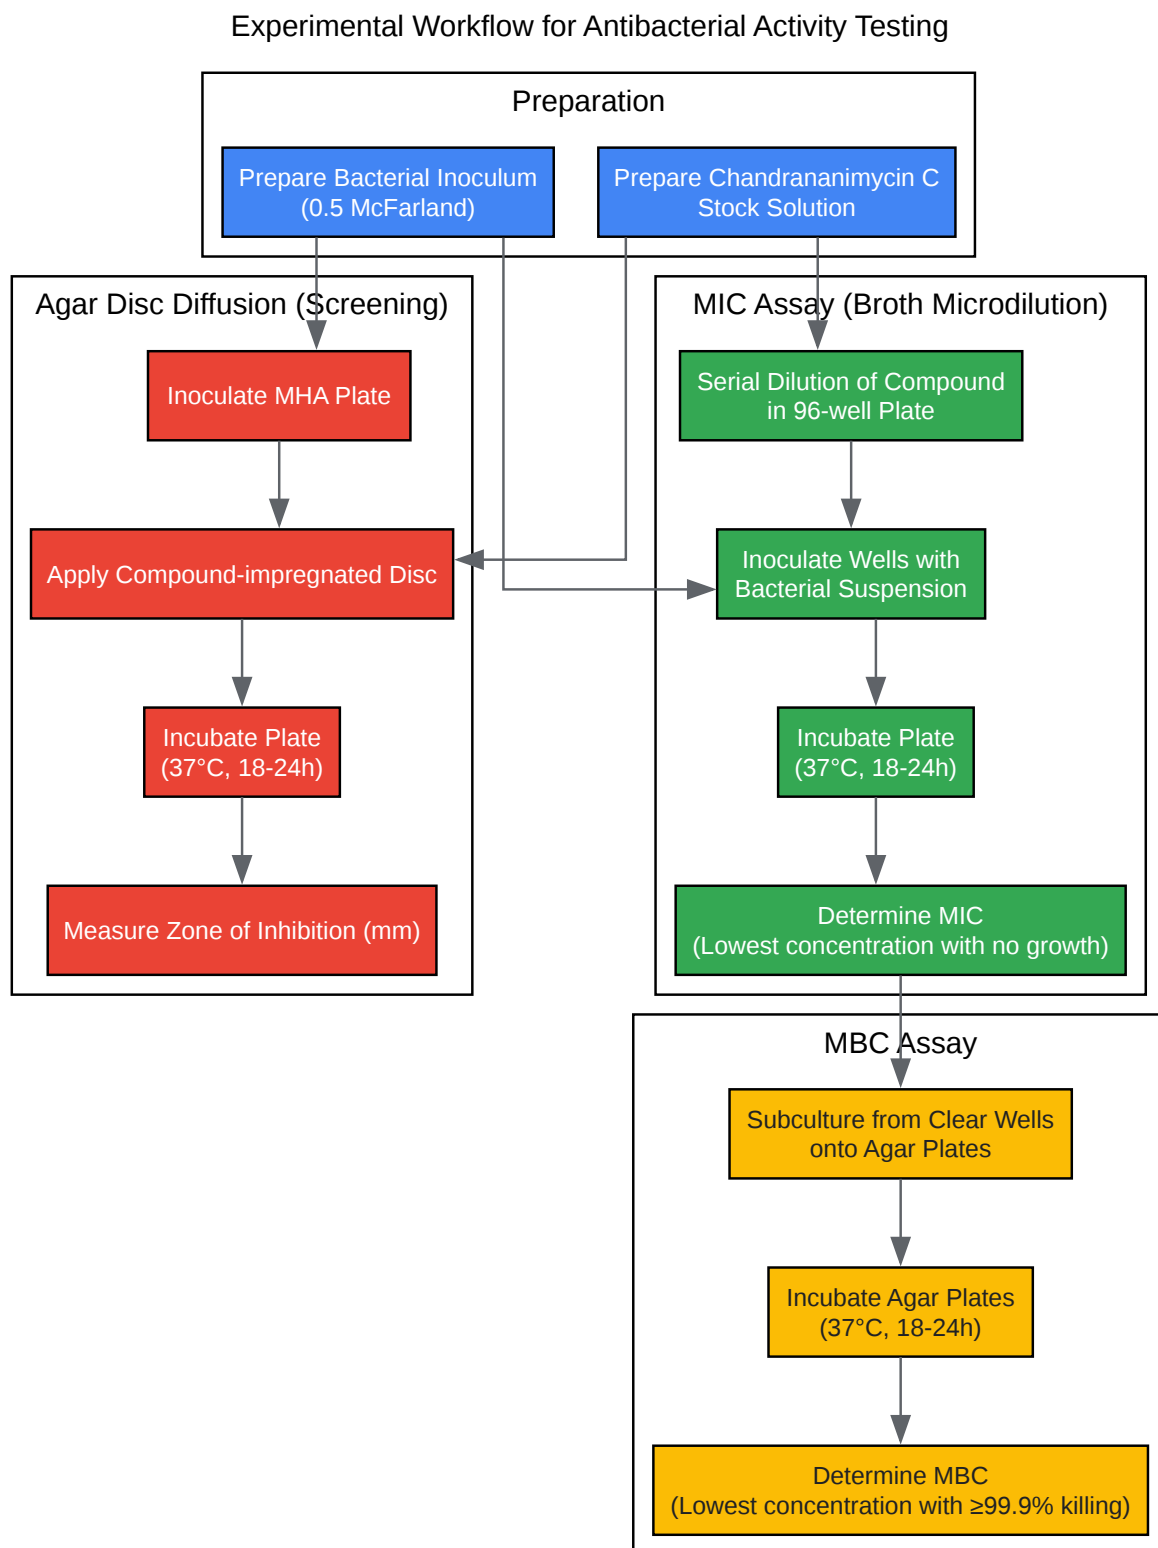 Experimental Workflow for Antibacterial Activity Testing
Preparation
Prepare Bacterial Inoculum
(0.5 McFarland)
Prepare Chandrananimycin C
Stock Solution
Agar Disc Diffusion (Screening)
Inoculate MHA Plate
Apply Compound-impregnated Disc
Incubate Plate
(37°C, 18-24h)
Measure Zone of Inhibition (mm)
MIC Assay (Broth Microdilution)
Serial Dilution of Compound
in 96-well Plate
Inoculate Wells with
Bacterial Suspension
Incubate Plate
(37°C, 18-24h)
Determine MIC
(Lowest concentration with no growth)
MBC Assay
Subculture from Clear Wells
onto Agar Plates
Incubate Agar Plates
(37°C, 18-24h)
Determine MBC
(Lowest concentration with ≥99.9% killing)